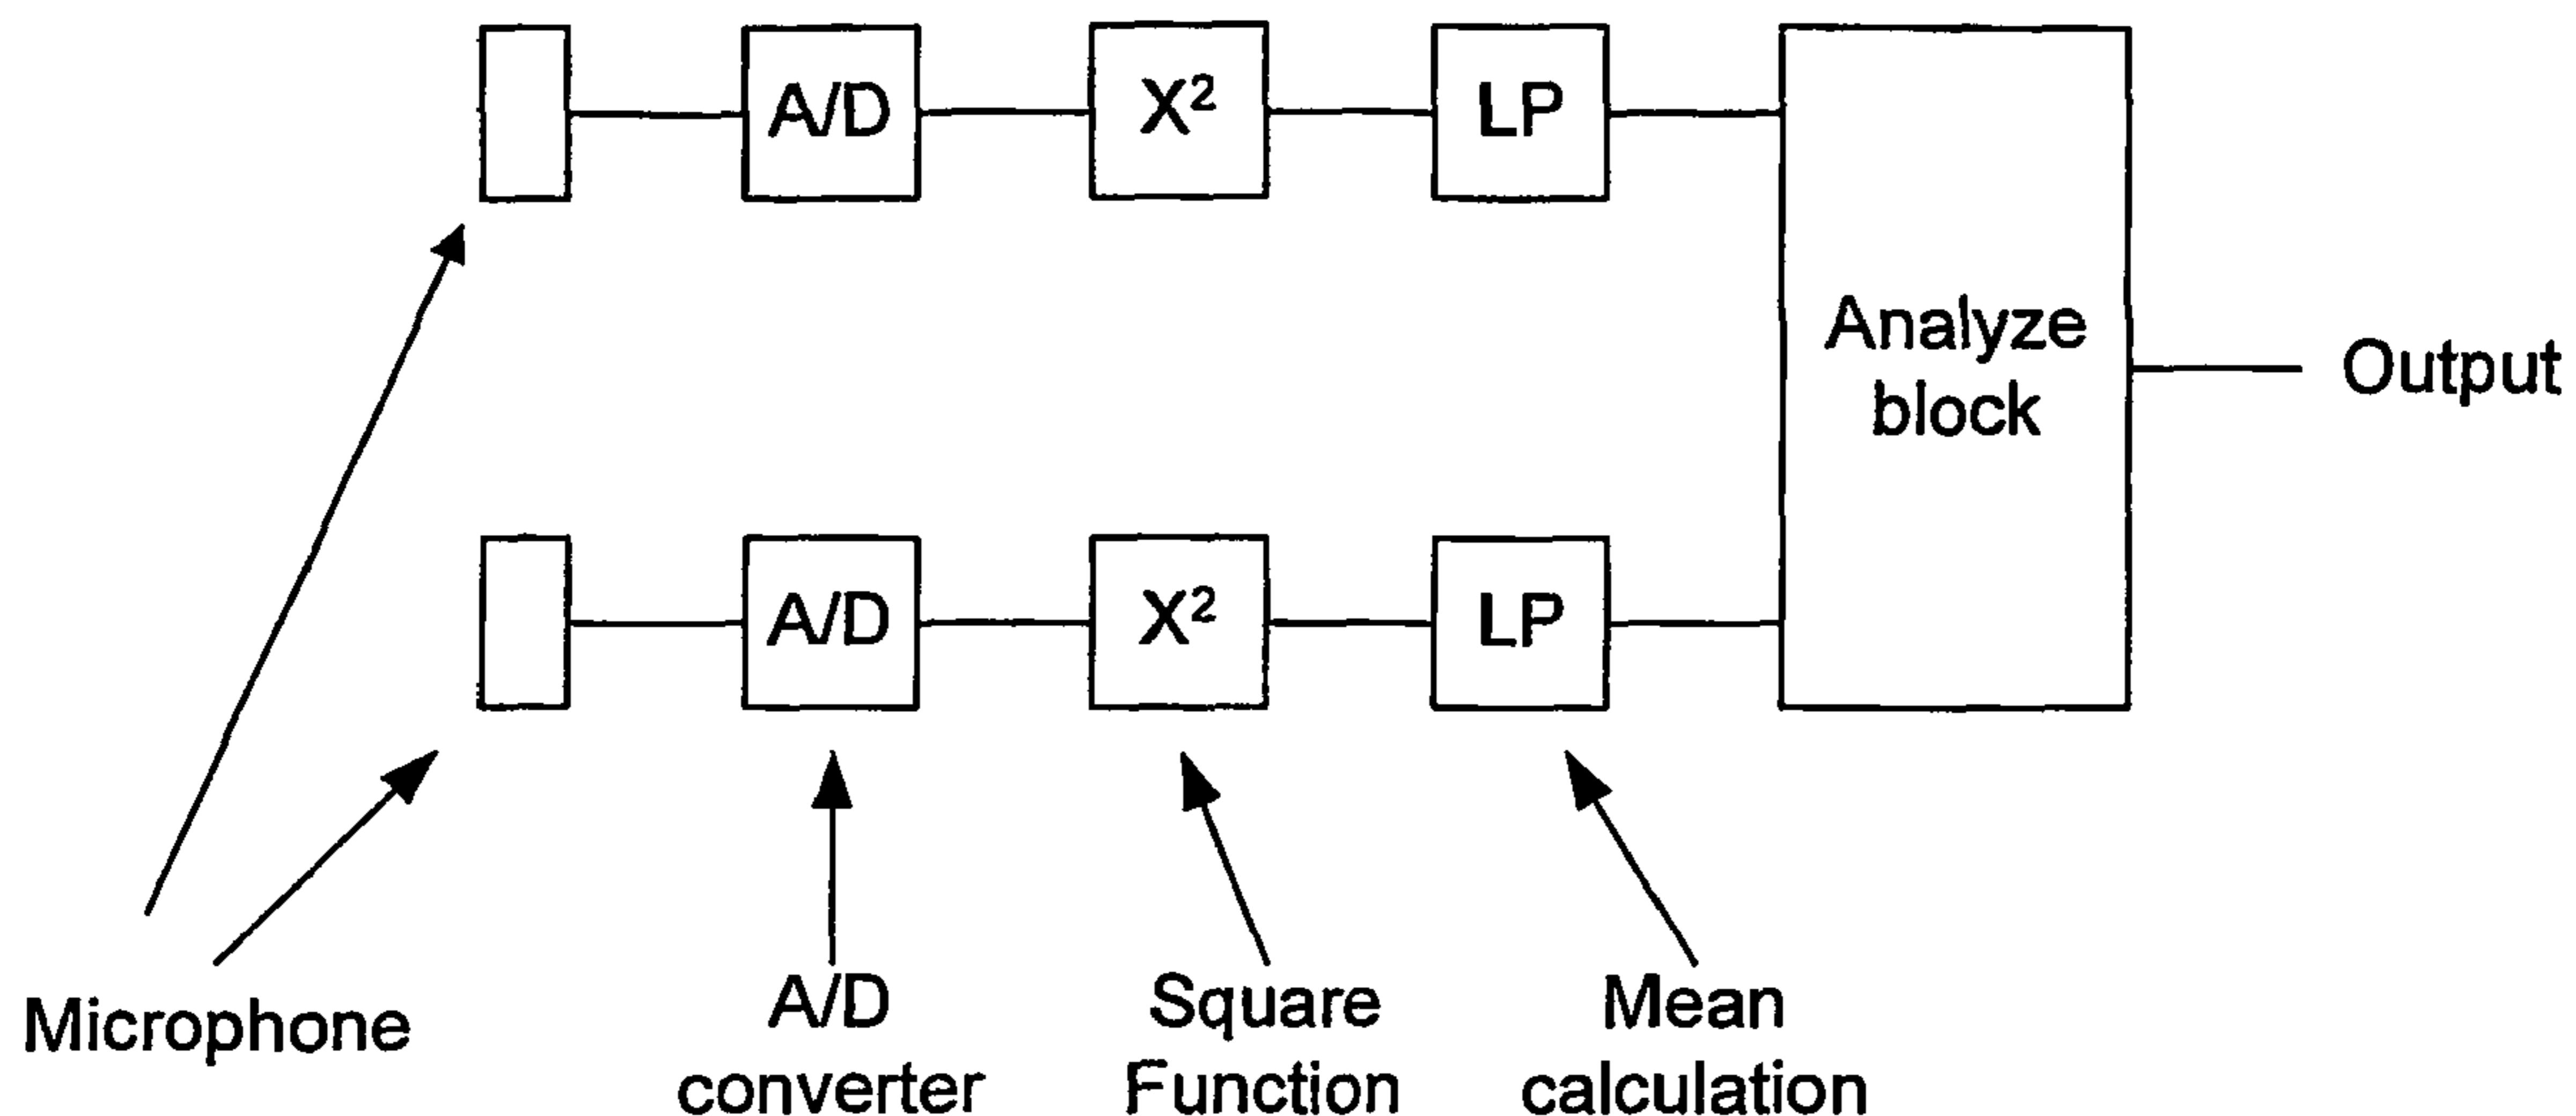 A/D X² LP
Analyze
block
Output
A/D X² LP
Microphone
A/D
converter
Square
Function
Mean
calculation